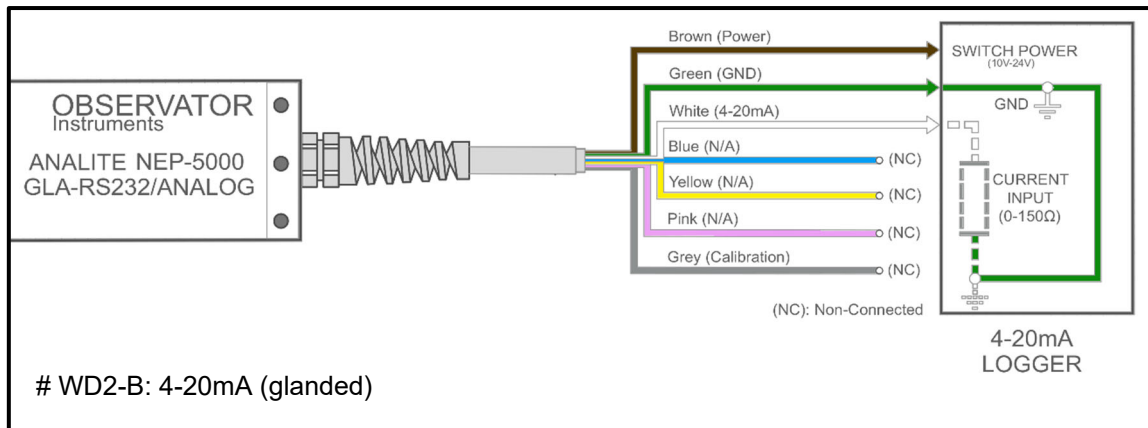 OBSERVATOR
Instruments
ANALITE NEP-5000
GLA-RS232/ANALOG
Brown (Power)
Green (GND)
White (4-20mA)
Blue (N/A)
(NC)
Yellow (N/A)
(NC)
Pink (N/A)
(NC)
Grey (Calibration)
(NC)
(NC): Non-Connected
SWITCH POWER
(10V-24V)
GND
CURRENT
INPUT
(0-150Ω)
4-20mA
LOGGER
# WD2-B: 4-20mA (glanded)